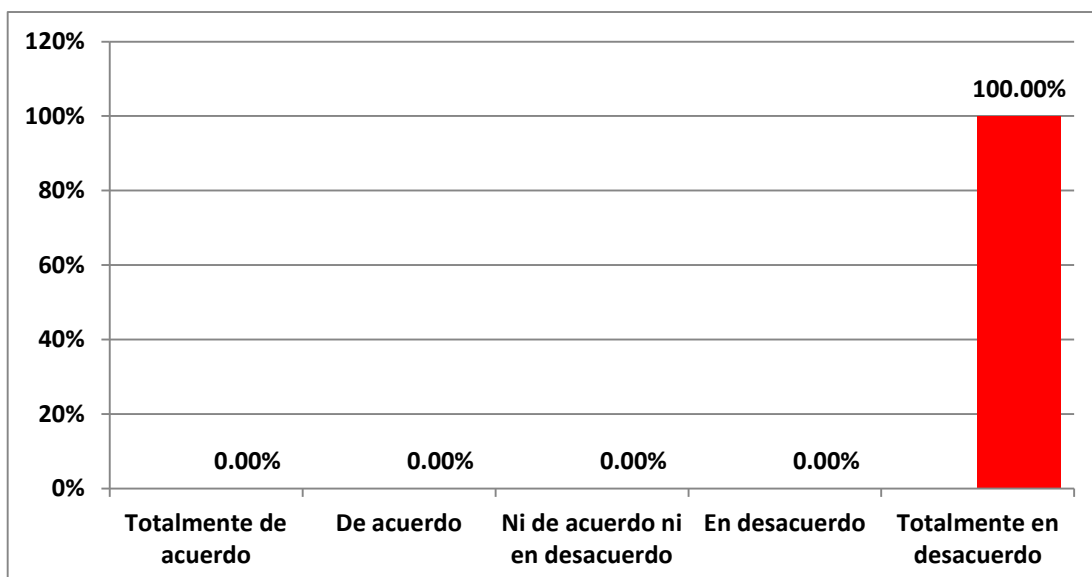 120%
100.00%
100%
80%
60%
40%
20%
0.00% 0.00% 0.00% 0.00%
0%
Totalmente de acuerdo
De acuerdo
Ni de acuerdo ni en desacuerdo
En desacuerdo
Totalmente en desacuerdo